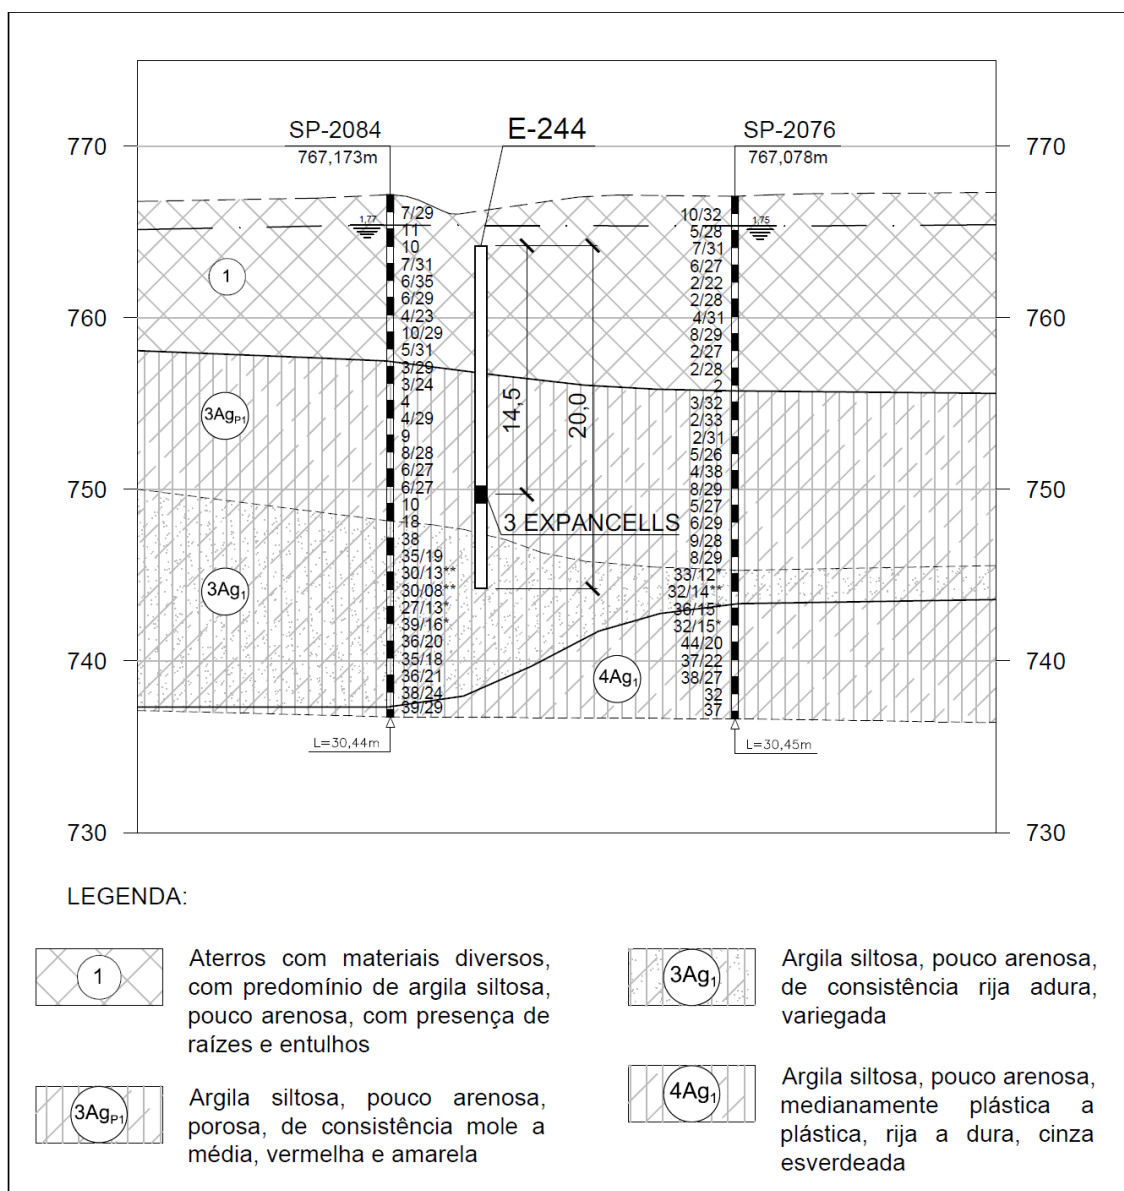 SP-2084
E-244
SP-2076
770
767,173m
767,078m
770
7/29
11
10
7/31
6/35
6/29
4/23
10/29
5/31
3/29
3/24
4
4/29
9
8/28
6/27
6/27
10
18
38
35/19
30/13**
30/08**
27/13*
39/16*
36/20
35/18
36/21
38/24
39/29
10/32
5/28
7/31
6/27
2/22
2/28
4/31
8/29
2/27
2/28
2
3/32
2/33
2/31
5/26
4/38
8/29
5/27
6/29
9/28
8/29
33/12*
32/14**
36/15
32/15*
44/20
37/22
38/27
32
37
1,77
1,75
1
760
760
3AgP1
14,5
20,0
750
750
3 EXPANCELLS
3Ag1
4Ag1
740
740
L=30,44m
L=30,45m
730
730
LEGENDA:
1
Aterros com materiais diversos,
com predomínio de argila siltosa,
pouco arenosa, com presença de
raízes e entulhos
3AgP1
Argila siltosa, pouco arenosa,
porosa, de consistência mole a
média, vermelha e amarela
3Ag1
Argila siltosa, pouco arenosa,
de consistência rija adura,
variegada
4Ag1
Argila siltosa, pouco arenosa,
medianamente plástica a
plástica, rija a dura, cinza
esverdeada